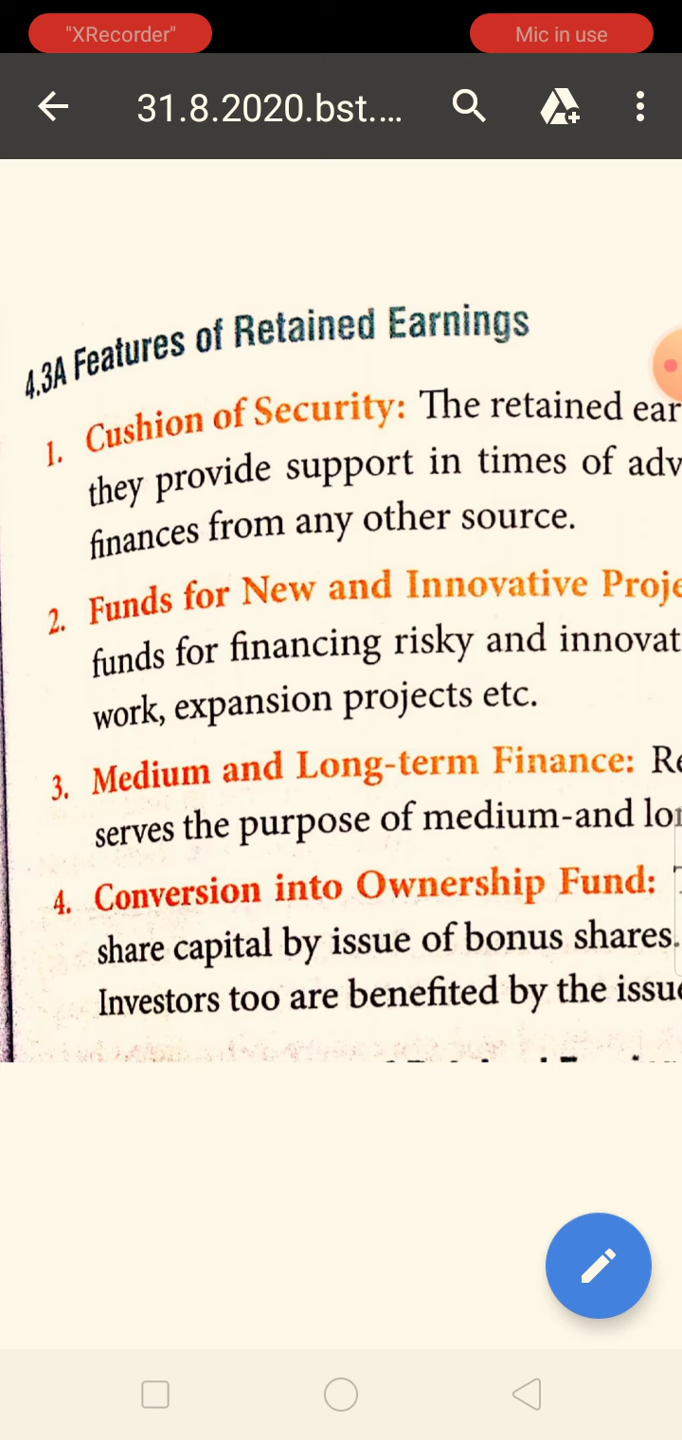 "XRecorder"
Mic in use
31.8.2020.bst....
4.3A Features of Retained Earnings
1. Cushion of Security: The retained ear
they provide support in times of adv
finances from any other source.
2. Funds for New and Innovative Proje
funds for financing risky and innovat
work, expansion projects etc.
3. Medium and Long-term Finance: Re
serves the purpose of medium-and lo
4. Conversion into Ownership Fund:
share capital by issue of bonus shares.
Investors too are benefited by the issue